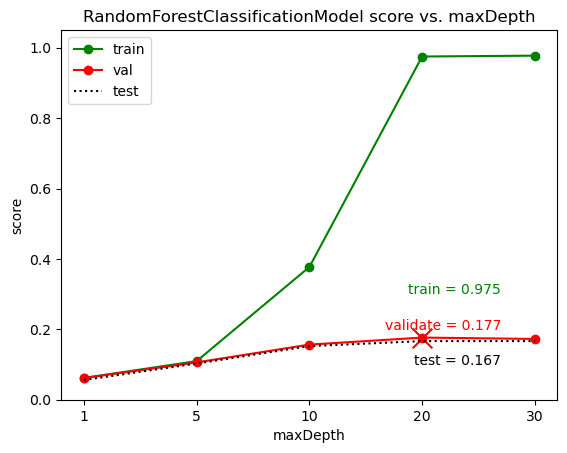 RandomForestClassificationModel score vs. maxDepth
train
val
test
1.0
0.8
0.6
0.4
0.2
0.0
score
train = 0.975
validate = 0.177
test = 0.167
1 5 10 20 30
maxDepth